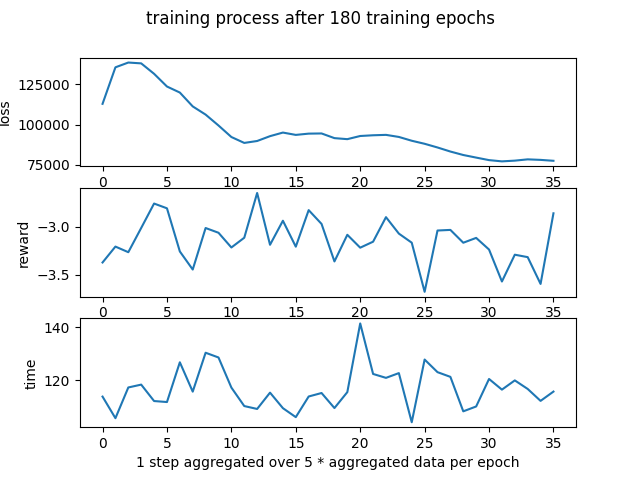 training process after 180 training epochs
125000
100000
75000
loss
0 5 10 15 20 25 30 35
−3.0
−3.5
reward
0 5 10 15 20 25 30 35
140
120
time
0 5 10 15 20 25 30 35
1 step aggregated over 5 * aggregated data per epoch